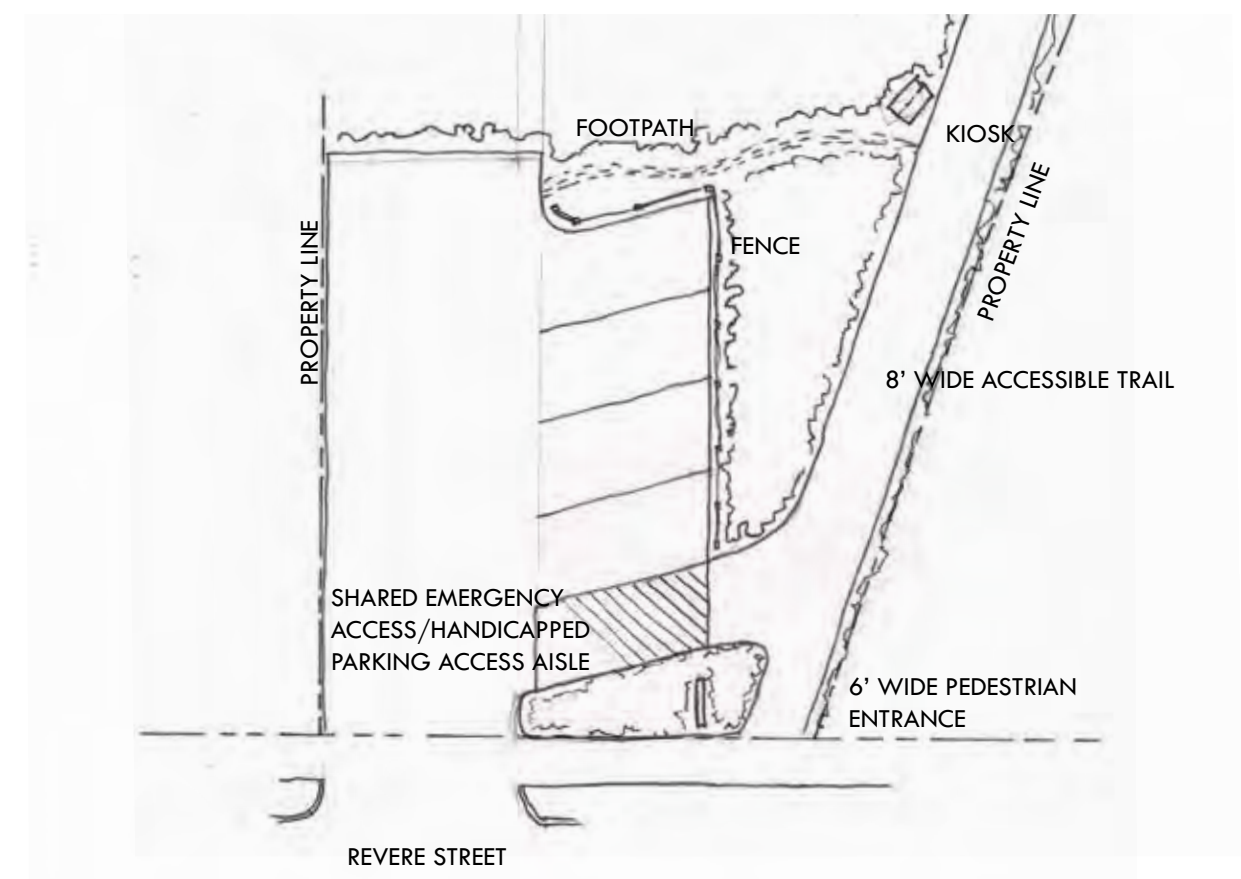 FOOTPATH
KIOSK
PROPERTY LINE
PROPERTY LINE
FENCE
8’ WIDE ACCESSIBLE TRAIL
SHARED EMERGENCY
ACCESS/HANDICAPPED
PARKING ACCESS AISLE
6’ WIDE PEDESTRIAN
ENTRANCE
REVERE STREET